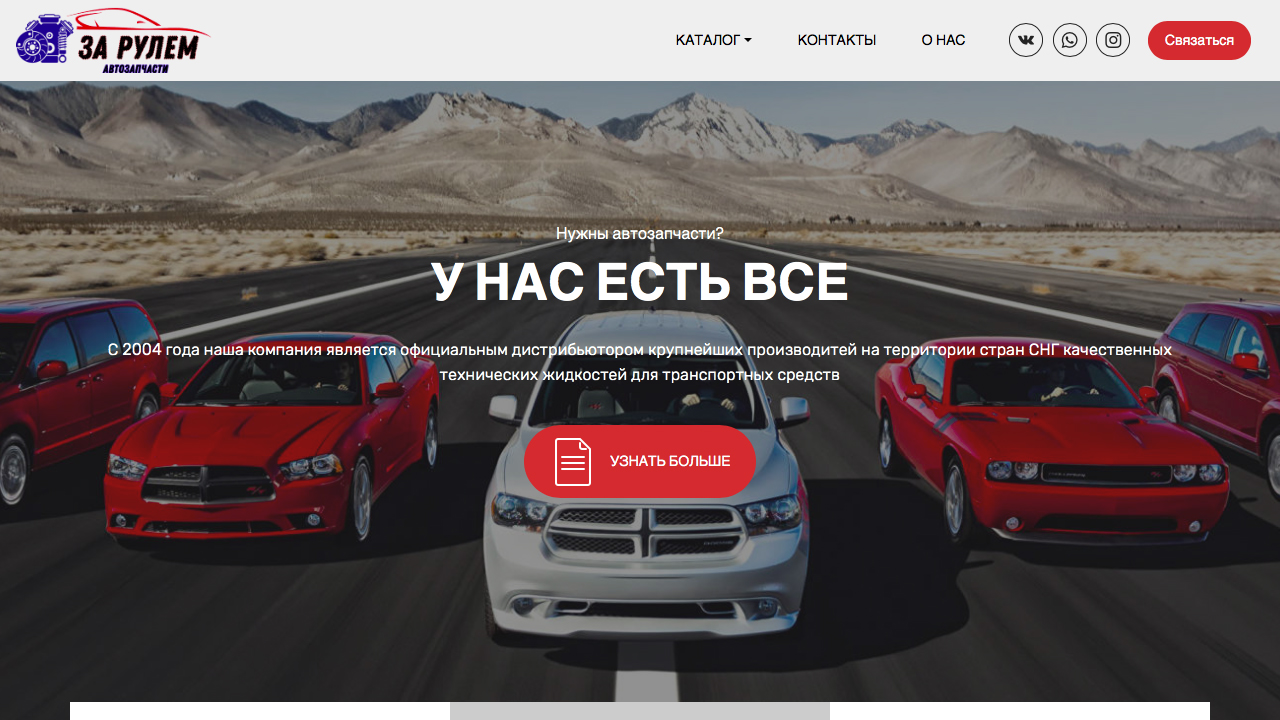 ЗА РУЛЕМ
АВТОЗАПЧАСТИ
КАТАЛОГ
КОНТАКТЫ
О НАС
Связаться
Нужны автозапчасти?
У НАС ЕСТЬ ВСЕ
С 2004 года наша компания является официальным дистрибьютором крупнейших производитей на территории стран СНГ качественных
технических жидкостей для транспортных средств
УЗНАТЬ БОЛЬШЕ